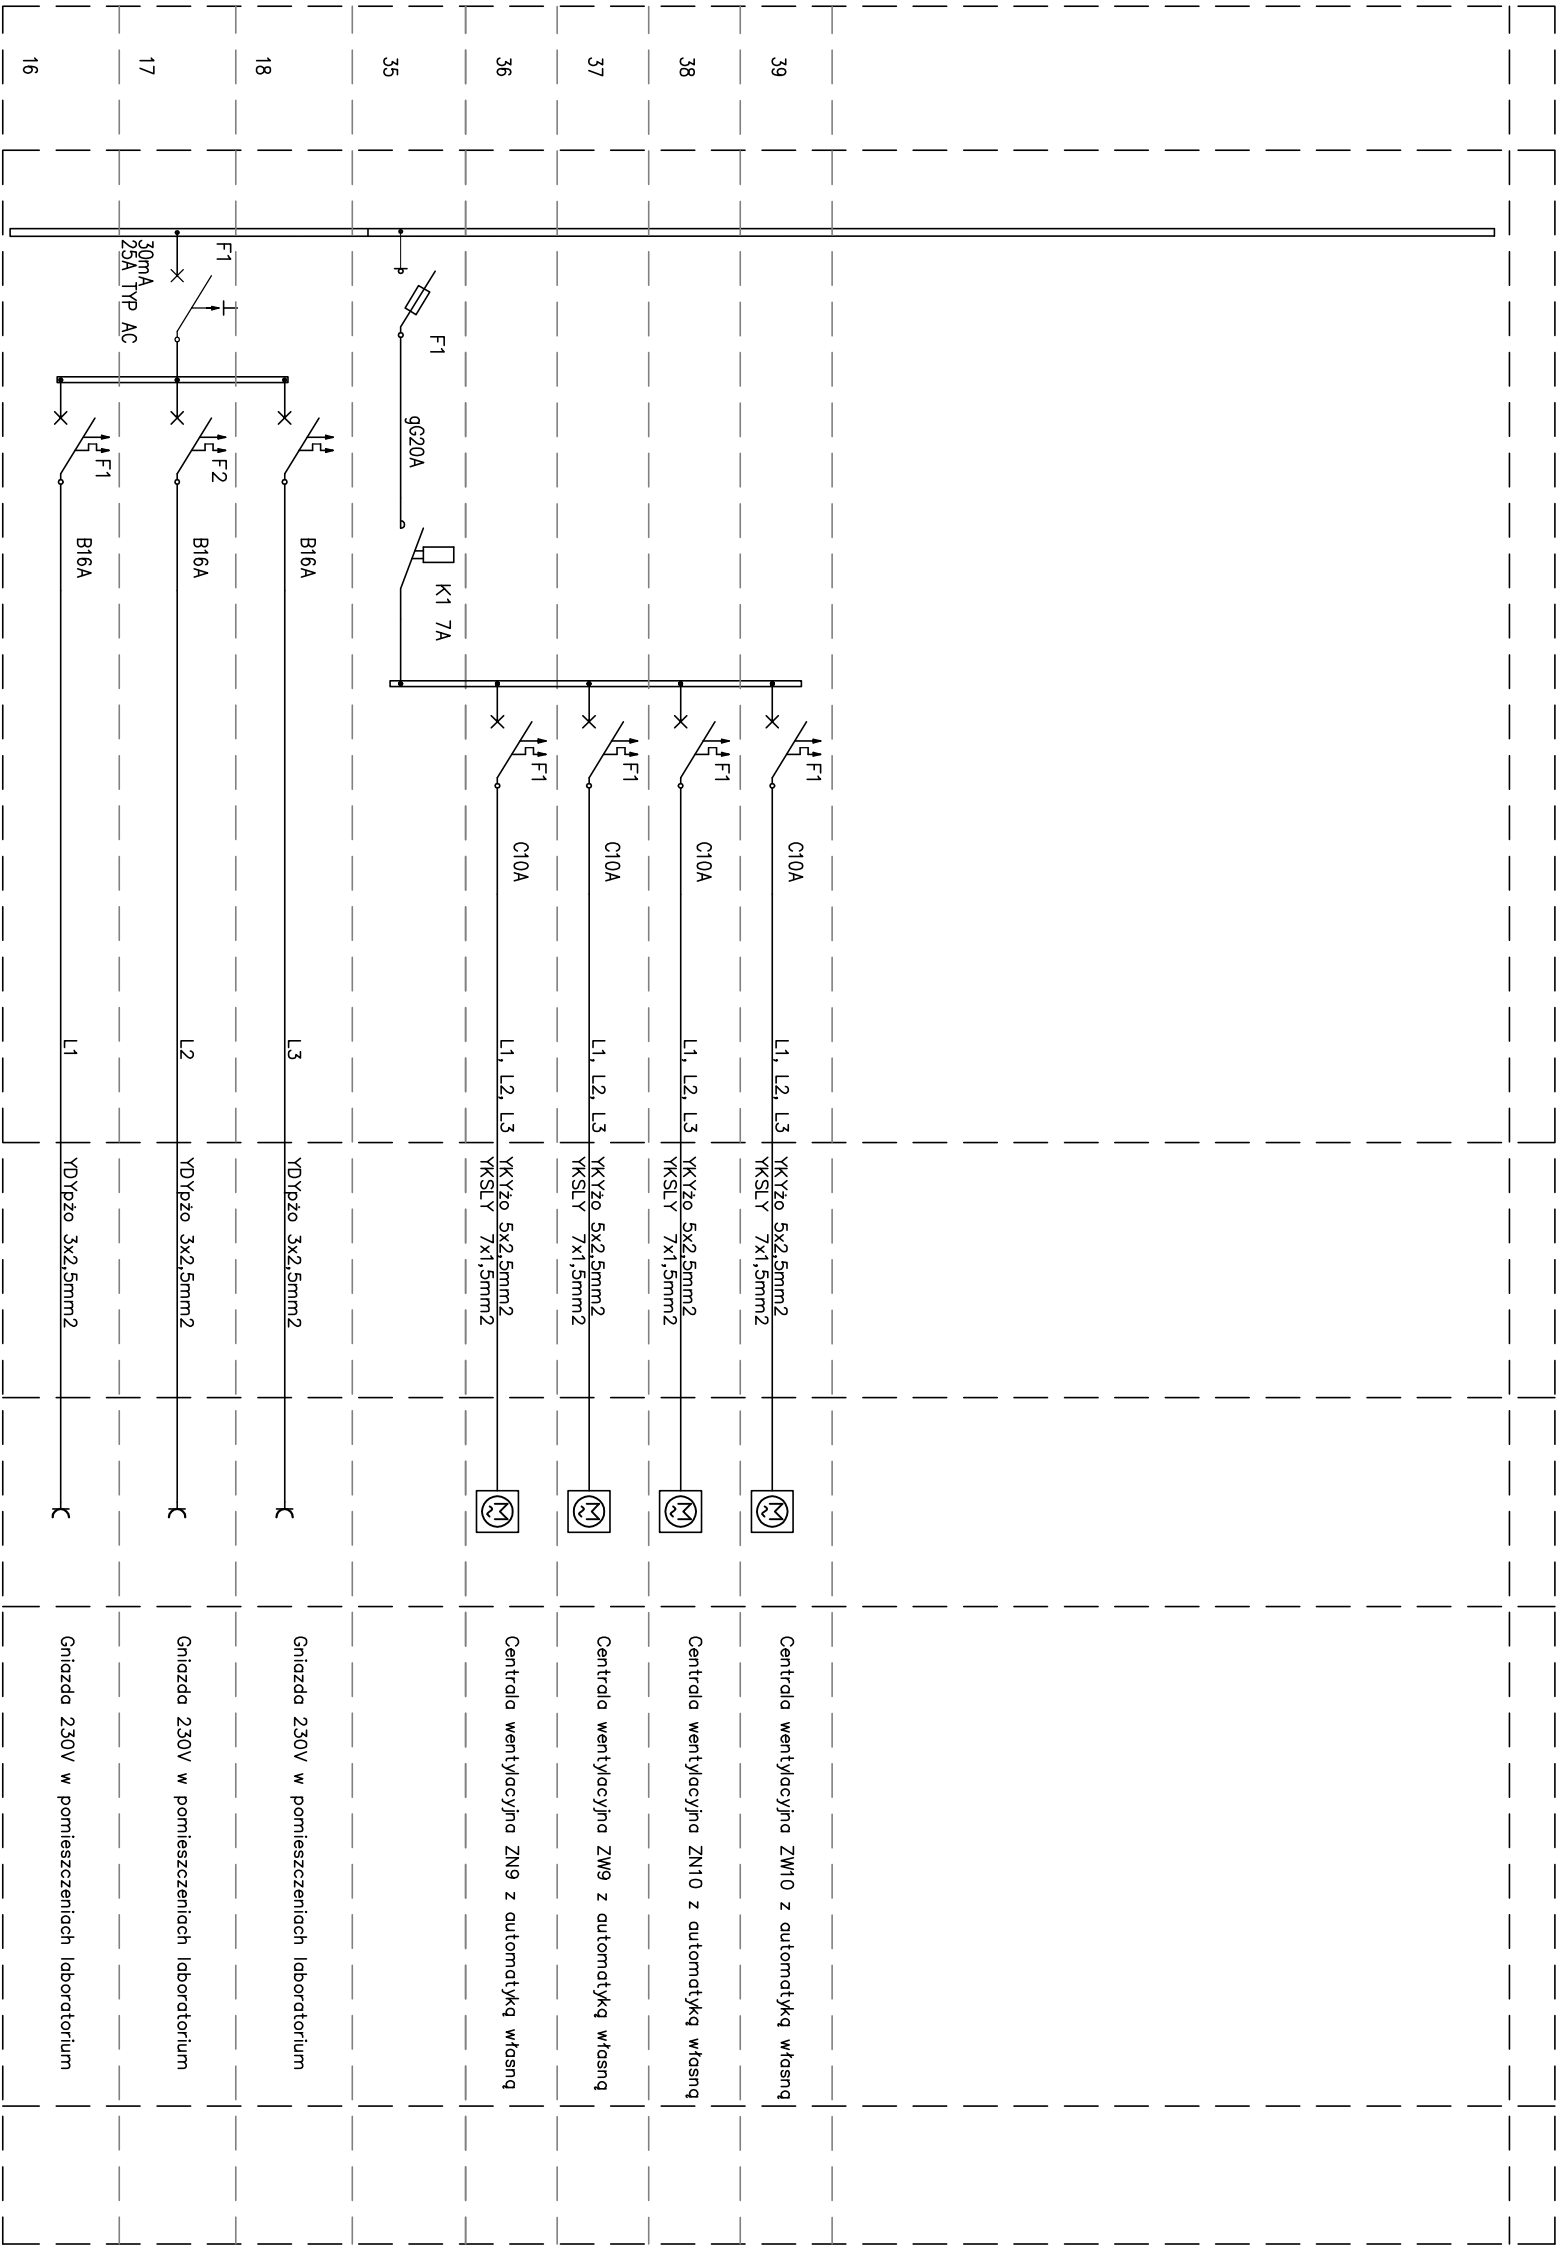 16
17
18
35
36
37
38
39
F1
30mA
25A TYP AC
F1
gG20A
K1 7A
F1
B16A
F2
B16A
B16A
F1
C10A
F1
C10A
F1
C10A
F1
C10A
L1
L2
L3
L1, L2, L3
L1, L2, L3
L1, L2, L3
L1, L2, L3
YDYpżo 3x2,5mm2
YDYpżo 3x2,5mm2
YDYpżo 3x2,5mm2
YKYżo 5x2,5mm2
YKSLY 7x1,5mm2
YKYżo 5x2,5mm2
YKSLY 7x1,5mm2
YKYżo 5x2,5mm2
YKSLY 7x1,5mm2
YKYżo 5x2,5mm2
YKSLY 7x1,5mm2
M
~
M
~
M
~
M
~
Gniazda 230V w pomieszczeniach laboratorium
Gniazda 230V w pomieszczeniach laboratorium
Gniazda 230V w pomieszczeniach laboratorium
Centrala wentylacyjna ZN9 z automatyką własną
Centrala wentylacyjna ZW9 z automatyką własną
Centrala wentylacyjna ZN10 z automatyką własną
Centrala wentylacyjna ZW10 z automatyką własną